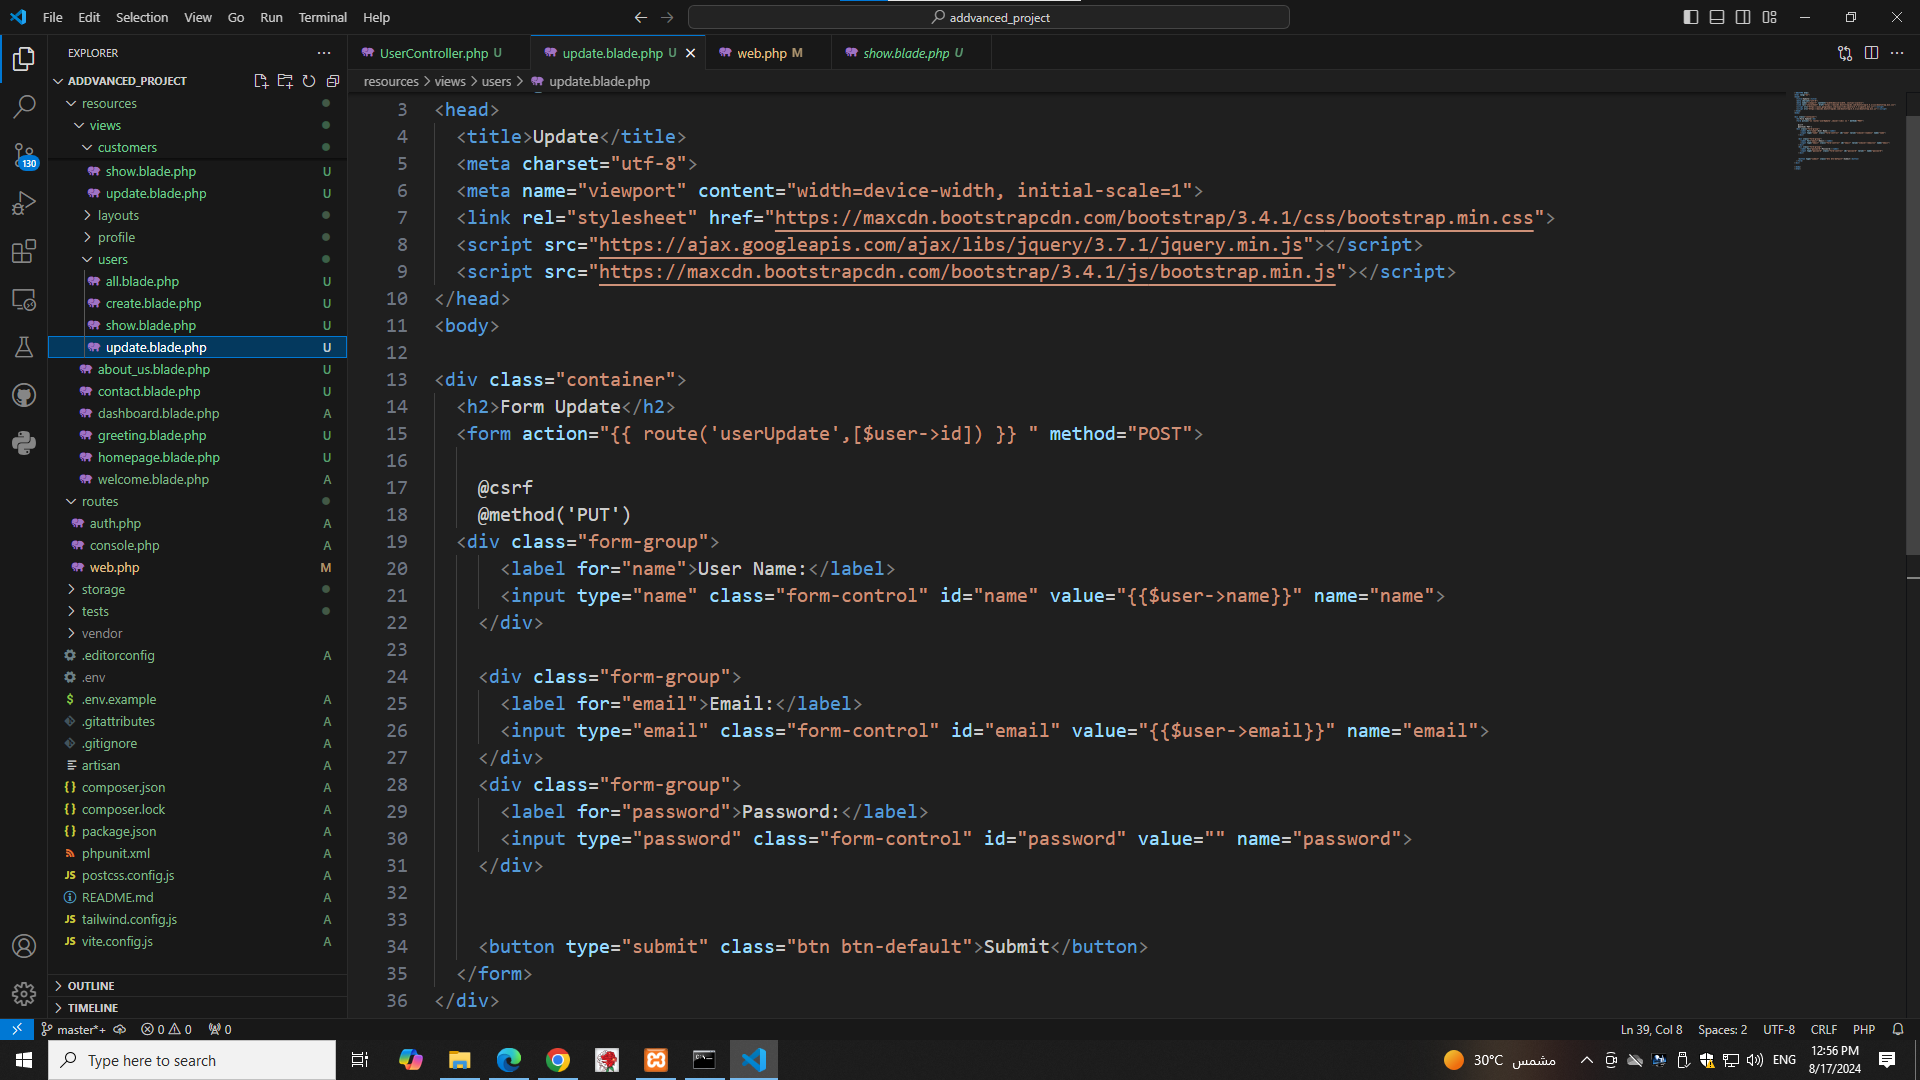 File Edit Selection View Go Run Terminal Help
addvanced_project
EXPLORER
UserController.php U
update.blade.php U
web.php M
show.blade.php U
ADDVANCED_PROJECT
resources > views > users > update.blade.php
resources
views
customers
show.blade.php U
update.blade.php U
layouts
profile
users
all.blade.php U
create.blade.php U
show.blade.php U
update.blade.php U
about_us.blade.php U
contact.blade.php U
dashboard.blade.php A
greeting.blade.php U
homepage.blade.php U
welcome.blade.php A
routes
auth.php A
console.php A
web.php M
storage
tests
vendor
.editorconfig A
.env
.env.example A
.gitattributes A
.gitignore A
artisan A
composer.json A
composer.lock A
package.json A
phpunit.xml A
postcss.config.js A
README.md A
tailwind.config.js A
vite.config.js A
OUTLINE
TIMELINE
130
3 <head>
4 <title>Update</title>
5 <meta charset="utf-8">
6 <meta name="viewport" content="width=device-width, initial-scale=1">
7 <link rel="stylesheet" href="https://maxcdn.bootstrapcdn.com/bootstrap/3.4.1/css/bootstrap.min.css">
8 <script src="https://ajax.googleapis.com/ajax/libs/jquery/3.7.1/jquery.min.js"></script>
9 <script src="https://maxcdn.bootstrapcdn.com/bootstrap/3.4.1/js/bootstrap.min.js"></script>
10 </head>
11 <body>
12
13 <div class="container">
14 <h2>Form Update</h2>
15 <form action="{{ route('userUpdate',[$user->id]) }} " method="POST">
16
17 @csrf
18 @method('PUT')
19 <div class="form-group">
20 <label for="name">User Name:</label>
21 <input type="name" class="form-control" id="name" value="{{$user->name}}" name="name">
22 </div>
23
24 <div class="form-group">
25 <label for="email">Email:</label>
26 <input type="email" class="form-control" id="email" value="{{$user->email}}" name="email">
27 </div>
28 <div class="form-group">
29 <label for="password">Password:</label>
30 <input type="password" class="form-control" id="password" value="" name="password">
31 </div>
32
33
34 <button type="submit" class="btn btn-default">Submit</button>
35 </form>
36 </div>
master*+ 0 0 0
Ln 39, Col 8 Spaces: 2 UTF-8 CRLF PHP
Type here to search
30°C مشمس
ENG
12:56 PM
8/17/2024